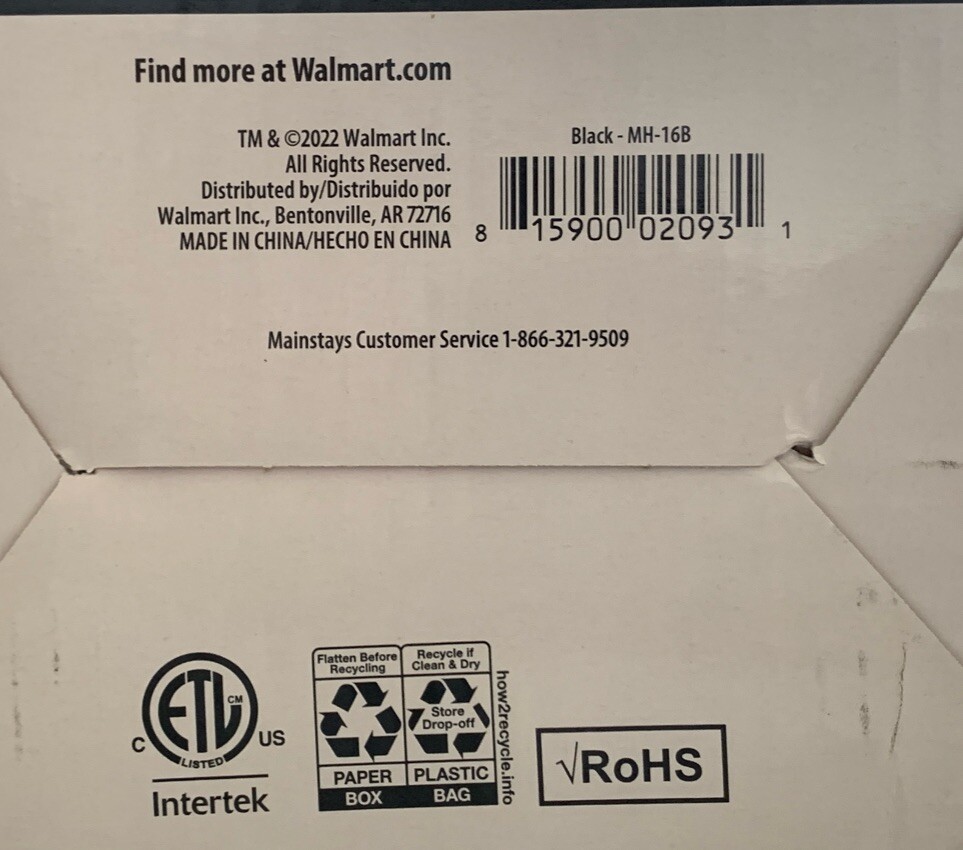 Find more at Walmart.com
TM & ©2022 Walmart Inc.
All Rights Reserved.
Distributed by/Distribuido por
Walmart Inc., Bentonville, AR 72716
MADE IN CHINA/HECHO EN CHINA
Black - MH-16B
8 15900 02093 1
Mainstays Customer Service 1-866-321-9509
ETL CM
C US
LISTED
Intertek
Flatten Before
Recycling
PAPER
BOX
Recycle if
Clean & Dry
Store
Drop-off
PLASTIC
BAG
how2recycle.info
√RoHS